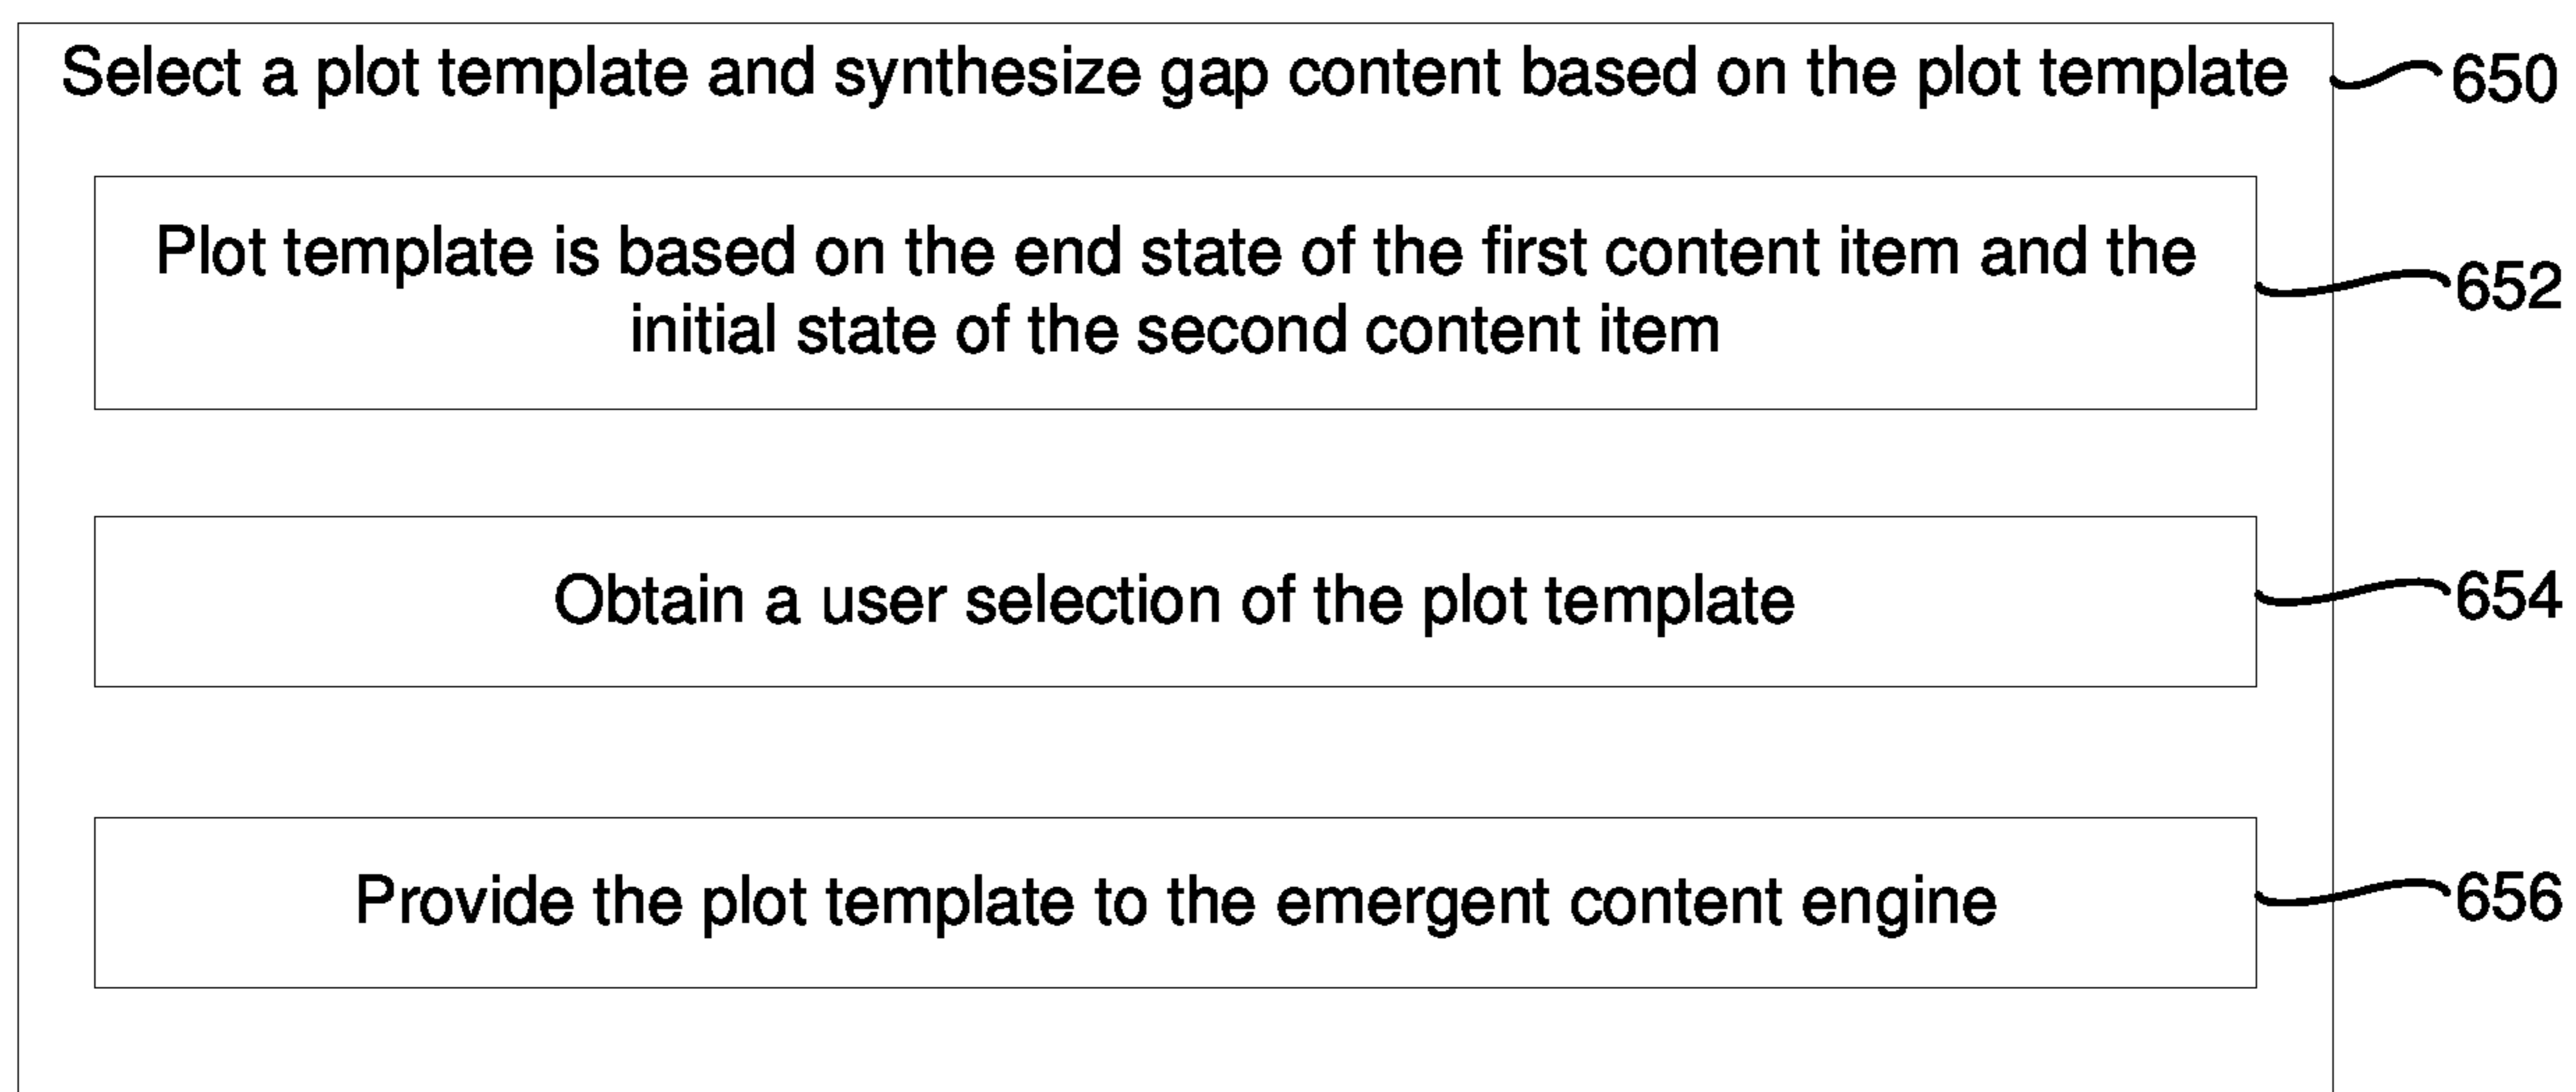 Select a plot template and synthesize gap content based on the plot template 650
Plot template is based on the end state of the first content item and the
initial state of the second content item
652
Obtain a user selection of the plot template 654
Provide the plot template to the emergent content engine 656